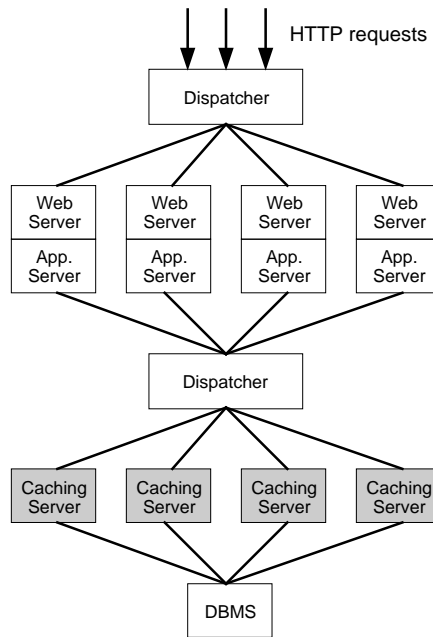 HTTP requests
Dispatcher
Web
Server
Web
Server
Web
Server
Web
Server
App.
Server
App.
Server
App.
Server
App.
Server
Dispatcher
Caching
Server
Caching
Server
Caching
Server
Caching
Server
DBMS